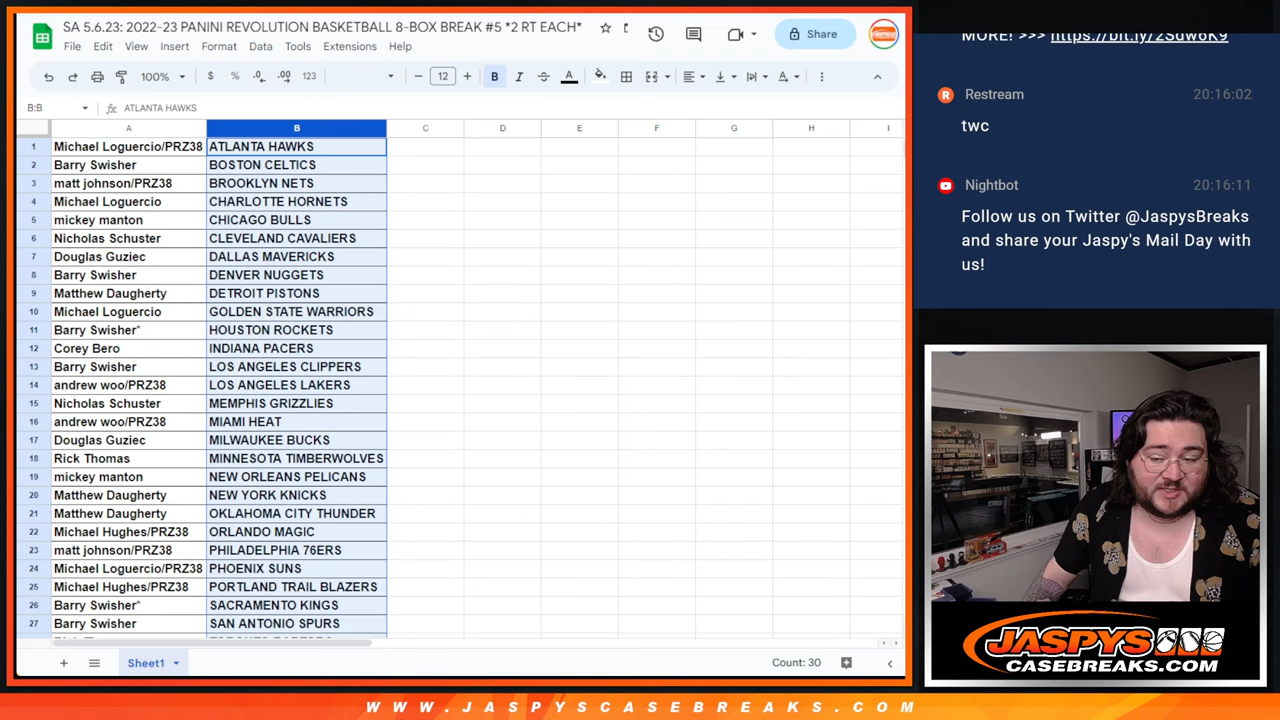 SA 5.6.23: 2022-23 PANINI REVOLUTION BASKETBALL 8-BOX BREAK #5 *2 RT EACH*
Share
File Edit View Insert Format Data Tools Extensions Help
100% $ % .0 .00 123 12 B I A
B:B fx ATLANTA HAWKS
A B C D E F G H I
1 Michael Loguercio/PRZ38 ATLANTA HAWKS
2 Barry Swisher BOSTON CELTICS
3 matt johnson/PRZ38 BROOKLYN NETS
4 Michael Loguercio CHARLOTTE HORNETS
5 mickey manton CHICAGO BULLS
6 Nicholas Schuster CLEVELAND CAVALIERS
7 Douglas Guziec DALLAS MAVERICKS
8 Barry Swisher DENVER NUGGETS
9 Matthew Daugherty DETROIT PISTONS
10 Michael Loguercio GOLDEN STATE WARRIORS
11 Barry Swisher^ HOUSTON ROCKETS
12 Corey Bero INDIANA PACERS
13 Barry Swisher LOS ANGELES CLIPPERS
14 andrew woo/PRZ38 LOS ANGELES LAKERS
15 Nicholas Schuster MEMPHIS GRIZZLIES
16 andrew woo/PRZ38 MIAMI HEAT
17 Douglas Guziec MILWAUKEE BUCKS
18 Rick Thomas MINNESOTA TIMBERWOLVES
19 mickey manton NEW ORLEANS PELICANS
20 Matthew Daugherty NEW YORK KNICKS
21 Matthew Daugherty OKLAHOMA CITY THUNDER
22 Michael Hughes/PRZ38 ORLANDO MAGIC
23 matt johnson/PRZ38 PHILADELPHIA 76ERS
24 Michael Loguercio/PRZ38 PHOENIX SUNS
25 Michael Hughes/PRZ38 PORTLAND TRAIL BLAZERS
26 Barry Swisher^ SACRAMENTO KINGS
27 Barry Swisher SAN ANTONIO SPURS
Sheet1 Count: 30
MORE! >>> https://bit.ly/2Sdw6K9
Restream 20:16:02
twc
Nightbot 20:16:11
Follow us on Twitter @JaspysBreaks
and share your Jaspy's Mail Day with
us!
JASPYS
CASEBREAKS.COM
WWW.JASPYSCASEBREAKS.COM